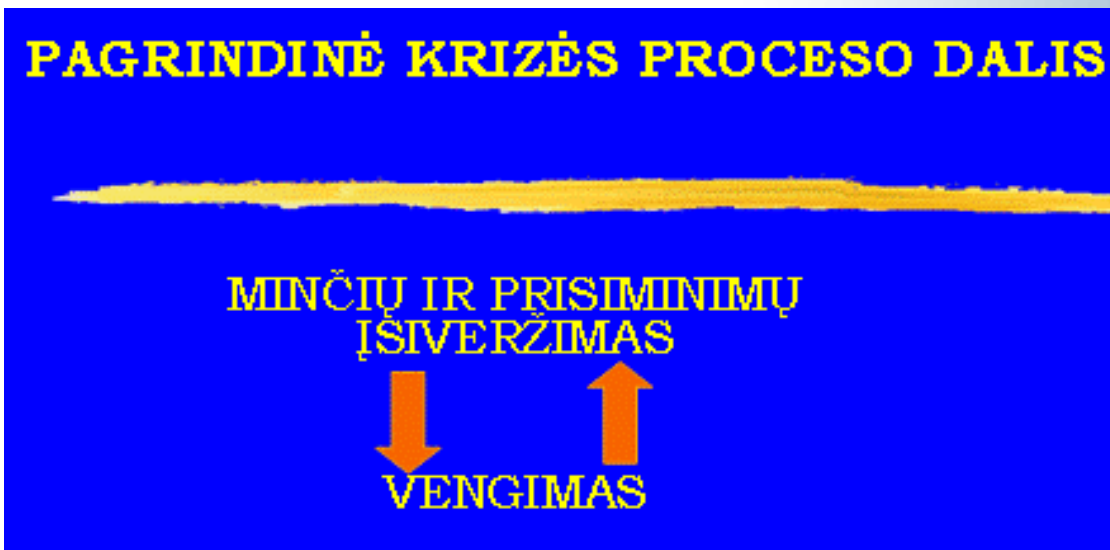 PAGRINDINĖ KRIZĖS PROCESO DALIS
MINČIŲ IR PRISIMINIMŲ
ĮSIVERŽIMAS
VENGIMAS